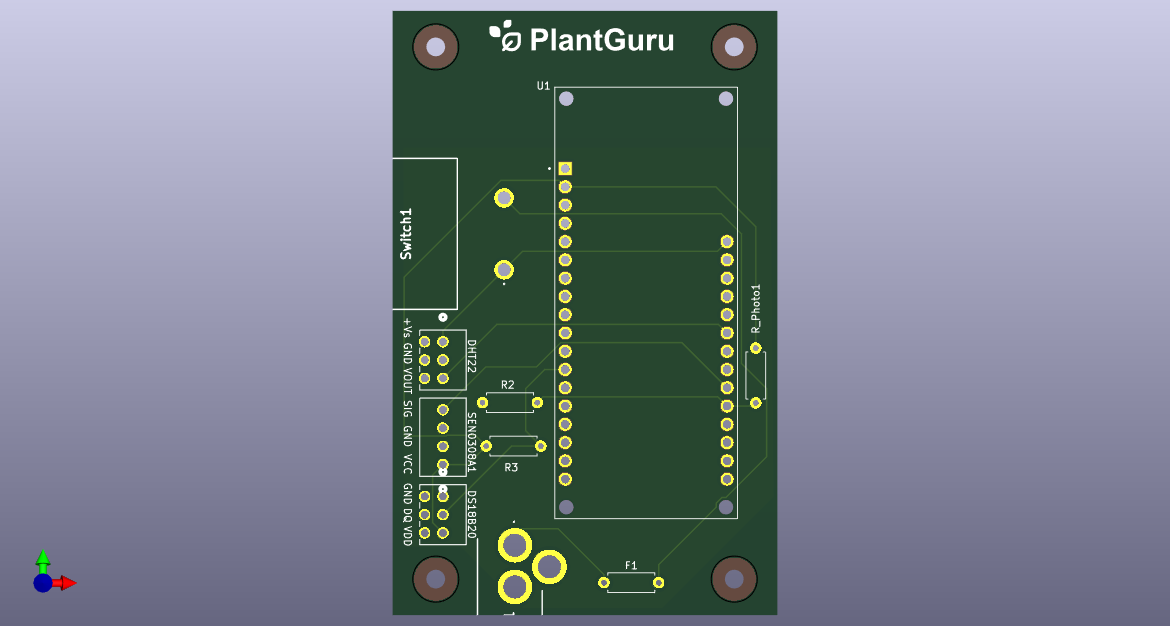 PlantGuru
U1
Switch1
R_Photo1
+Vs GND VOUT
DHT22
R2
SIG GND VCC
SEN0308A1
R3
GND DQ VDD
DS18B20
F1